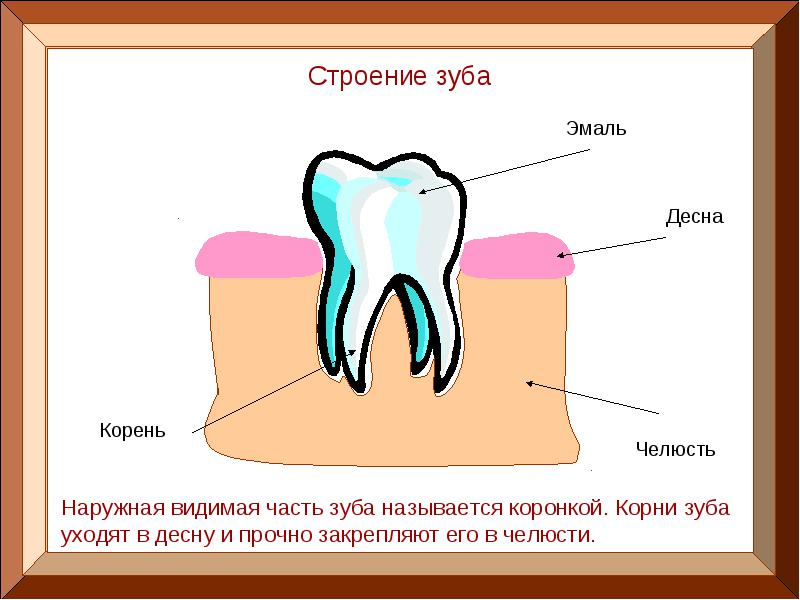 Строение зуба
Эмаль
Десна
Корень
Челюсть
Наружная видимая часть зуба называется коронкой. Корни зуба
уходят в десну и прочно закрепляют его в челюсти.